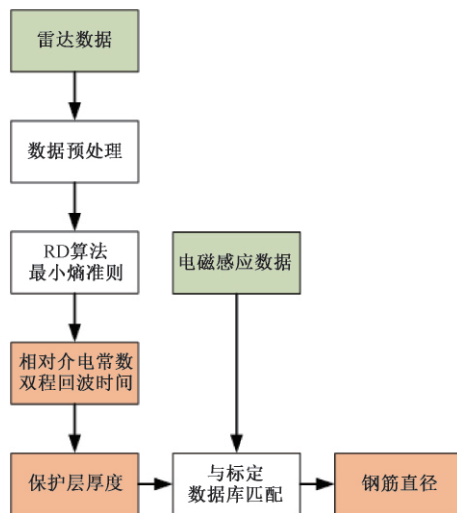 雷达数据
数据预处理
RD算法
最小熵准则
电磁感应数据
相对介电常数
双程回波时间
保护层厚度
与标定
数据库匹配
钢筋直径